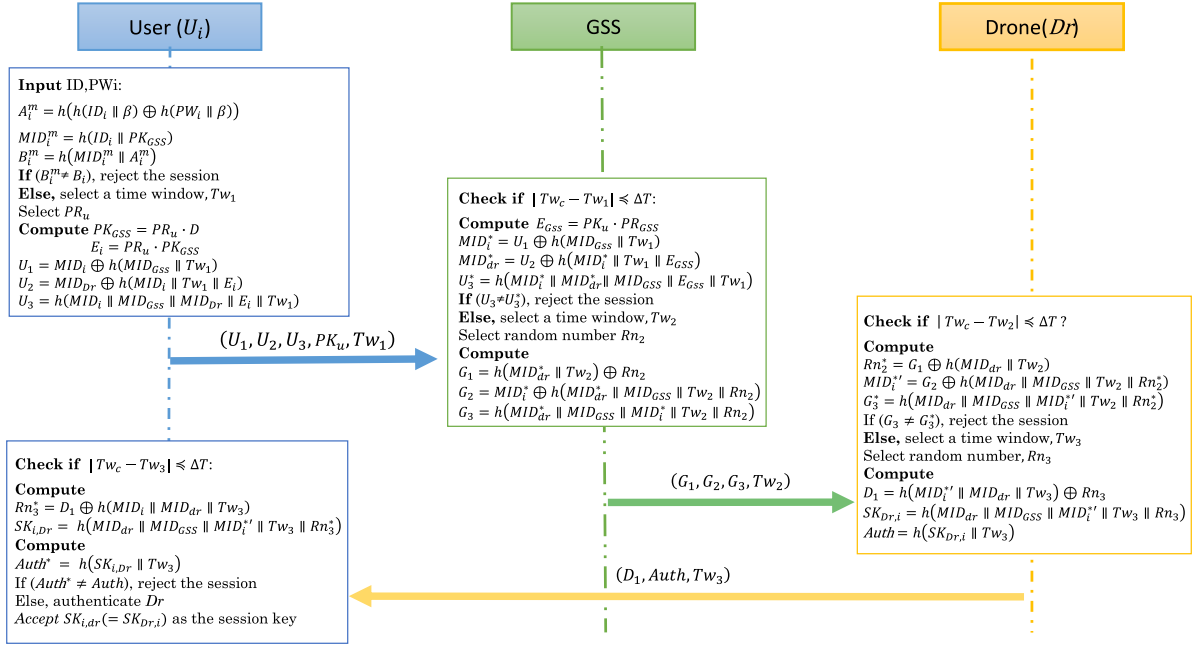 User (𝑈ᵢ)
GSS
Drone(Dr)
Input ID,PWi:
A_i^m = h(h(ID_i ∥ β) ⊕ h(PW_i ∥ β))
MID_i^m = h(ID_i ∥ PK_GSS)
B_i^m = h(MID_i^m ∥ A_i^m)
If (B_i^m ≠ B_i), reject the session
Else, select a time window, Tw_1
Select PR_u
Compute PK_GSS = PR_u · D
E_i = PR_u · PK_GSS
U_1 = MID_i ⊕ h(MID_Gss ∥ Tw_1)
U_2 = MID_Dr ⊕ h(MID_i ∥ Tw_1 ∥ E_i)
U_3 = h(MID_i ∥ MID_Gss ∥ MID_Dr ∥ E_i ∥ Tw_1)
(U_1, U_2, U_3, PK_u, Tw_1)
Check if |Tw_c − Tw_1| ≼ ΔT:
Compute E_Gss = PK_u · PR_GSS
MID_i^* = U_1 ⊕ h(MID_Gss ∥ Tw_1)
MID_dr^* = U_2 ⊕ h(MID_i^* ∥ Tw_1 ∥ E_GSS)
U_3^* = h(MID_i^* ∥ MID_dr^* ∥ MID_GSS ∥ E_GSS ∥ Tw_1)
If (U_3≠U_3^*), reject the session
Else, select a time window, Tw_2
Select random number Rn_2
Compute
G_1 = h(MID_dr^* ∥ Tw_2) ⊕ Rn_2
G_2 = MID_i^* ⊕ h(MID_dr^* ∥ MID_GSS ∥ Tw_2 ∥ Rn_2)
G_3 = h(MID_dr^* ∥ MID_GSS ∥ MID_i^* ∥ Tw_2 ∥ Rn_2)
(G_1, G_2, G_3, Tw_2)
Check if |Tw_c − Tw_2| ≼ ΔT ?
Compute
Rn_2^* = G_1 ⊕ h(MID_dr ∥ Tw_2)
MID_i^*′ = G_2 ⊕ h(MID_dr ∥ MID_GSS ∥ Tw_2 ∥ Rn_2^*)
G_3^* = h(MID_dr ∥ MID_GSS ∥ MID_i^*′ ∥ Tw_2 ∥ Rn_2^*)
If (G_3 ≠ G_3^*), reject the session
Else, select a time window, Tw_3
Select random number, Rn_3
Compute
D_1 = h(MID_i^*′ ∥ MID_dr ∥ Tw_3) ⊕ Rn_3
SK_Dr,i = h(MID_dr ∥ MID_GSS ∥ MID_i^*′ ∥ Tw_3 ∥ Rn_3)
Auth = h(SK_Dr,i ∥ Tw_3)
(D_1, Auth, Tw_3)
Check if |Tw_c − Tw_3| ≼ ΔT:
Compute
Rn_3^* = D_1 ⊕ h(MID_i ∥ MID_dr ∥ Tw_3)
SK_i,Dr = h(MID_dr ∥ MID_GSS ∥ MID_i^*′ ∥ Tw_3 ∥ Rn_3^*)
Compute
Auth^* = h(SK_i,Dr ∥ Tw_3)
If (Auth^* ≠ Auth), reject the session
Else, authenticate Dr
Accept SK_i,dr(= SK_Dr,i) as the session key